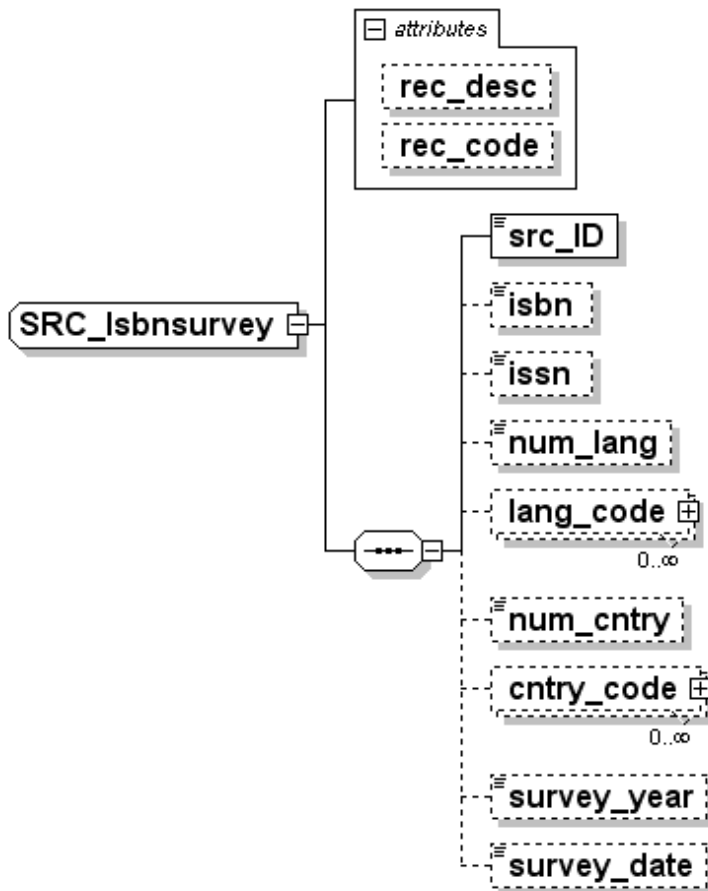 attributes
rec_desc
rec_code
src_ID
isbn
SRC_Isbnsurvey
issn
num_lang
lang_code
0..∞
num_cntry
cntry_code
0..∞
survey_year
survey_date